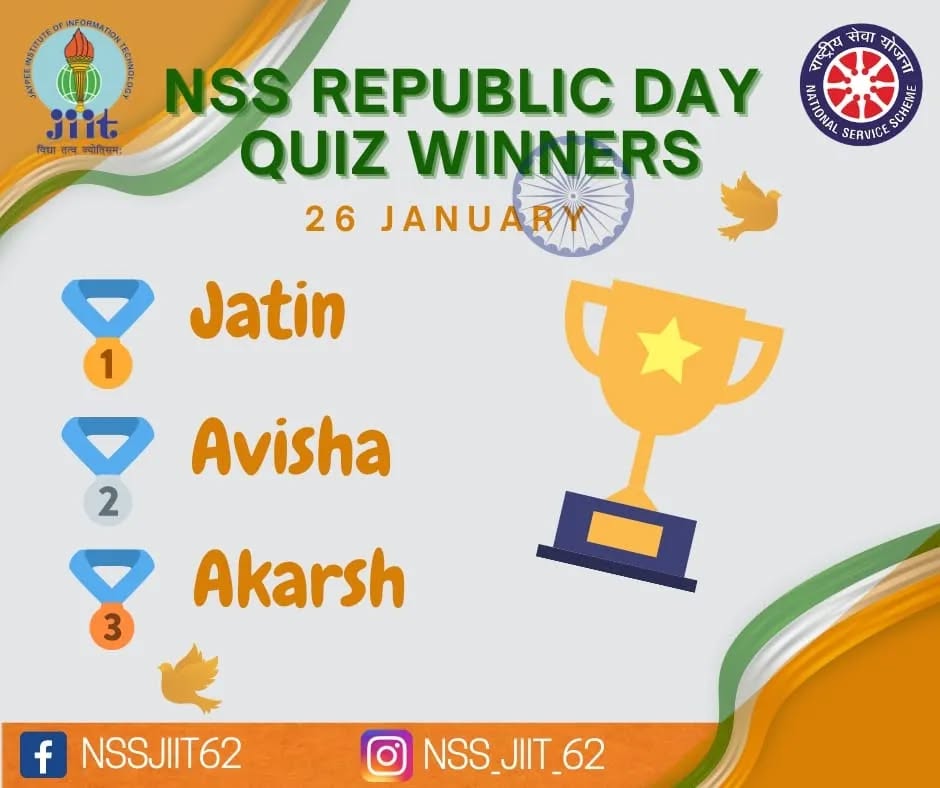 JAYPEE INSTITUTE OF INFORMATION TECHNOLOGY
jiit
विद्या तत्व ज्योतिसम:
राष्ट्रीय सेवा योजना
NATIONAL SERVICE SCHEME
NSS REPUBLIC DAY
QUIZ WINNERS
26 JANUARY
1
Jatin
2
Avisha
3
Akarsh
NSSJIIT62
NSS_JIIT_62